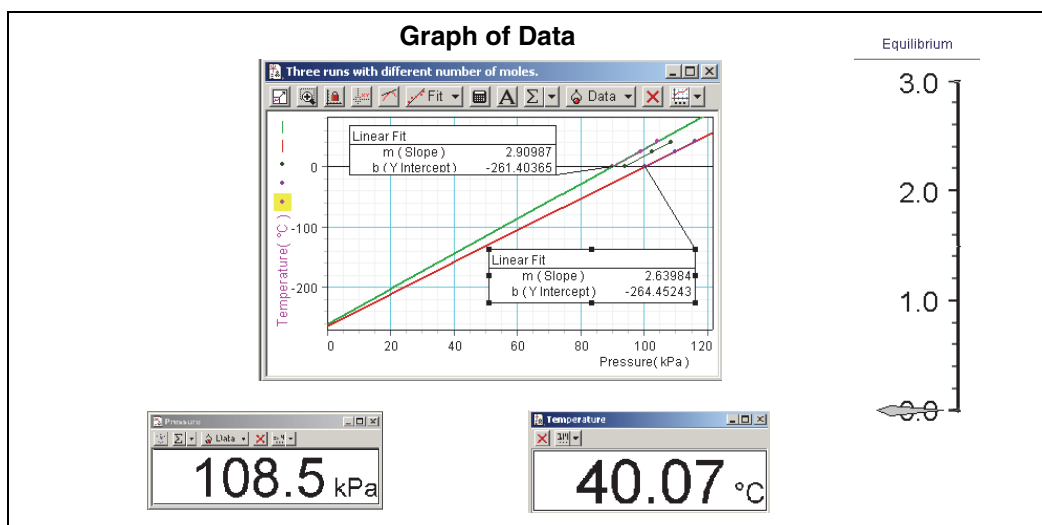 Graph of Data
Equilibrium
Three runs with different number of moles.
Fit
A Σ
Data
Linear Fit
m ( Slope ) 2.90987
b ( Y Intercept) -261.40365
Linear Fit
m ( Slope ) 2.63984
b ( Y Intercept) -264.45243
Temperature( °C )
0
-100
-200
0 20 40 60 80 100 120
Pressure( kPa )
3.0
2.0
1.0
0.0
Pressure
Σ Data
108.5 kPa
Temperature
40.07 °C